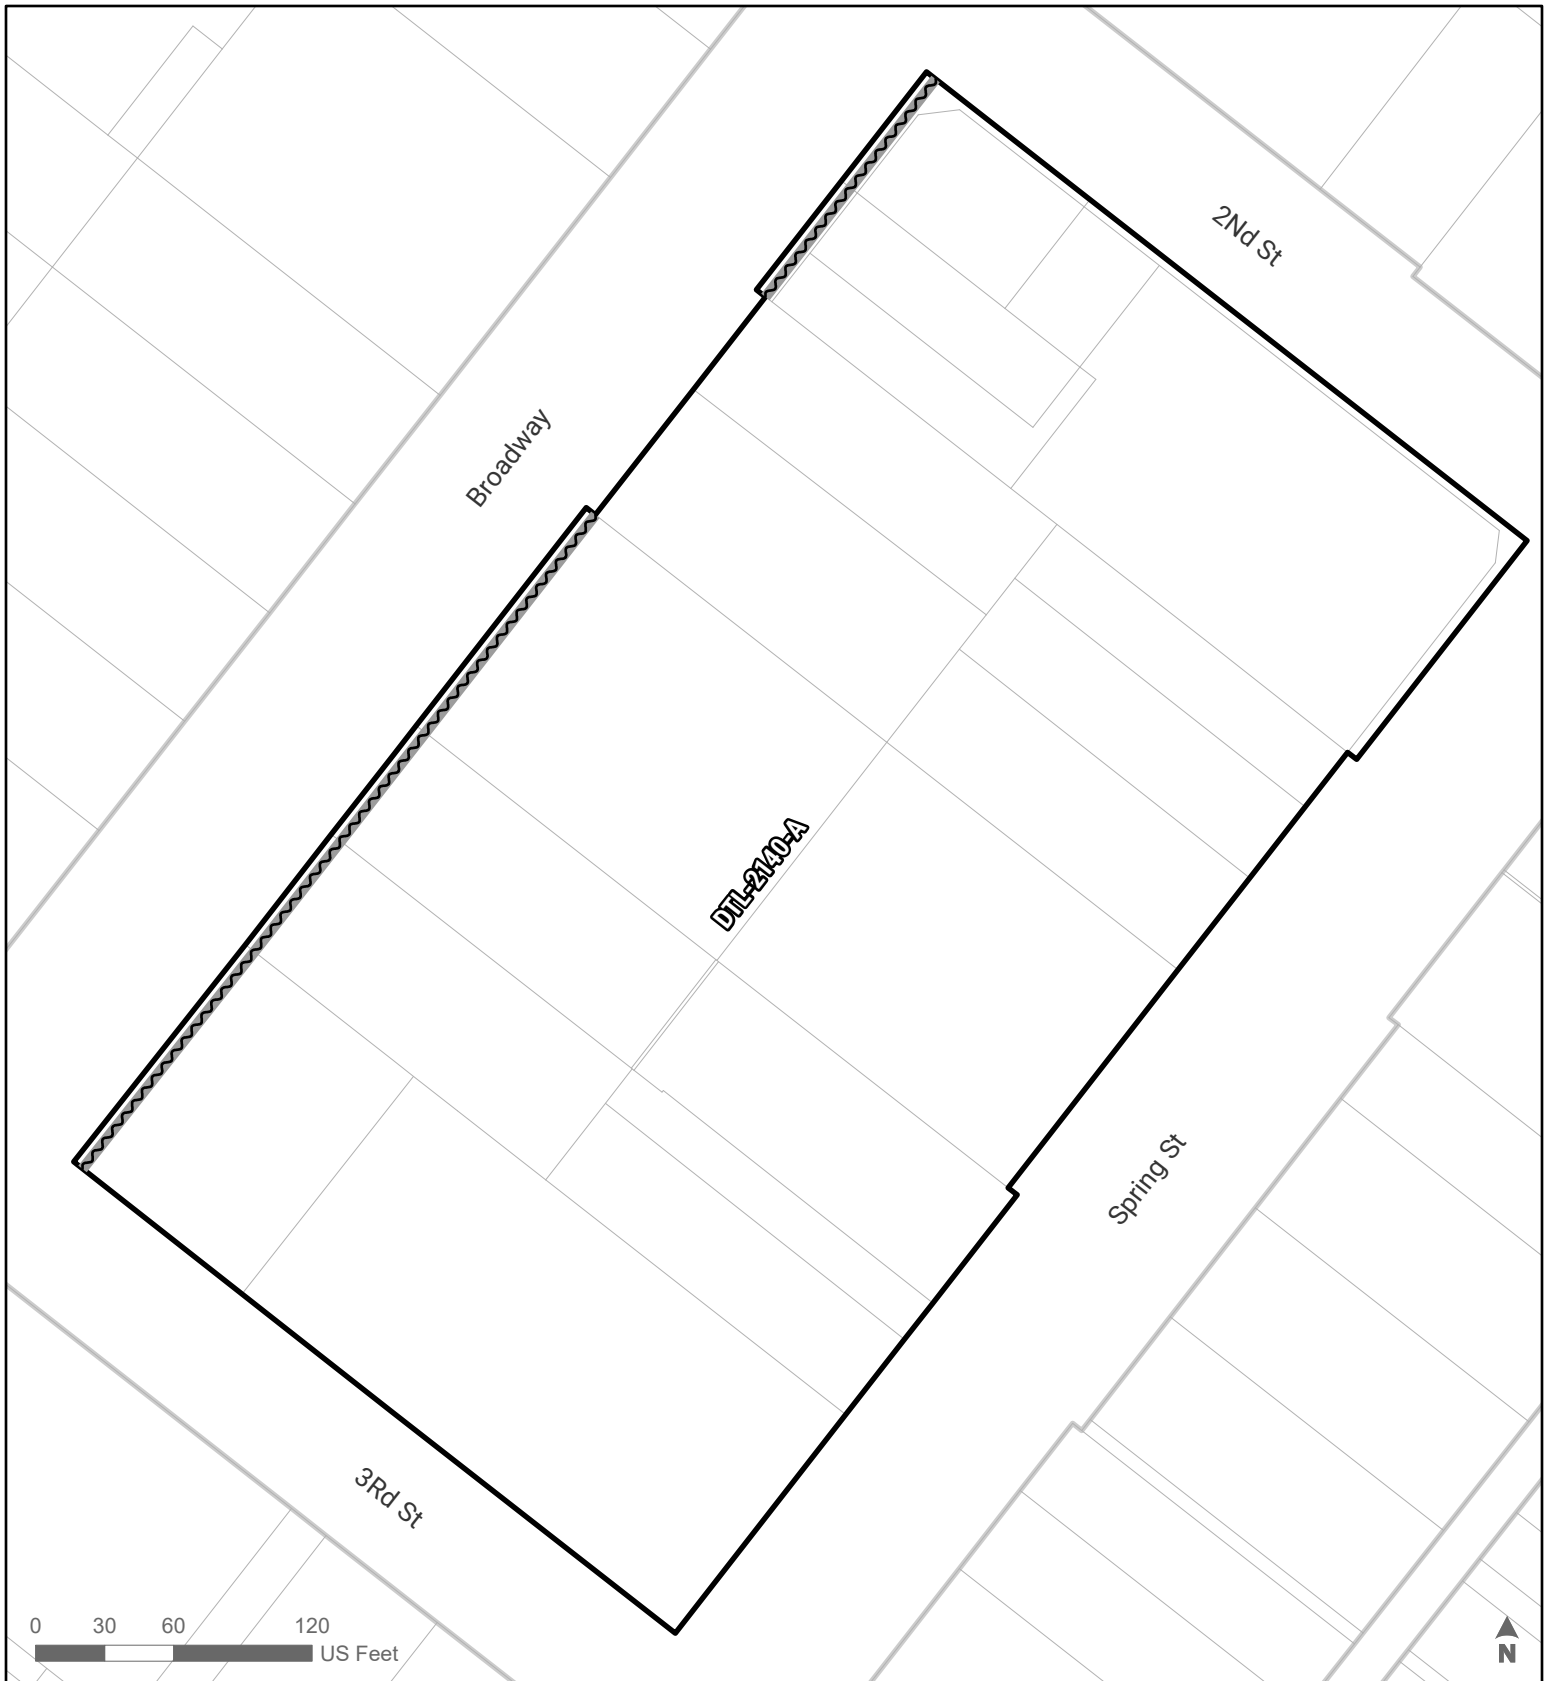 2Nd St
Broadway
DTL-2140-A
Spring St
3Rd St
0 30 60 120
US Feet
N